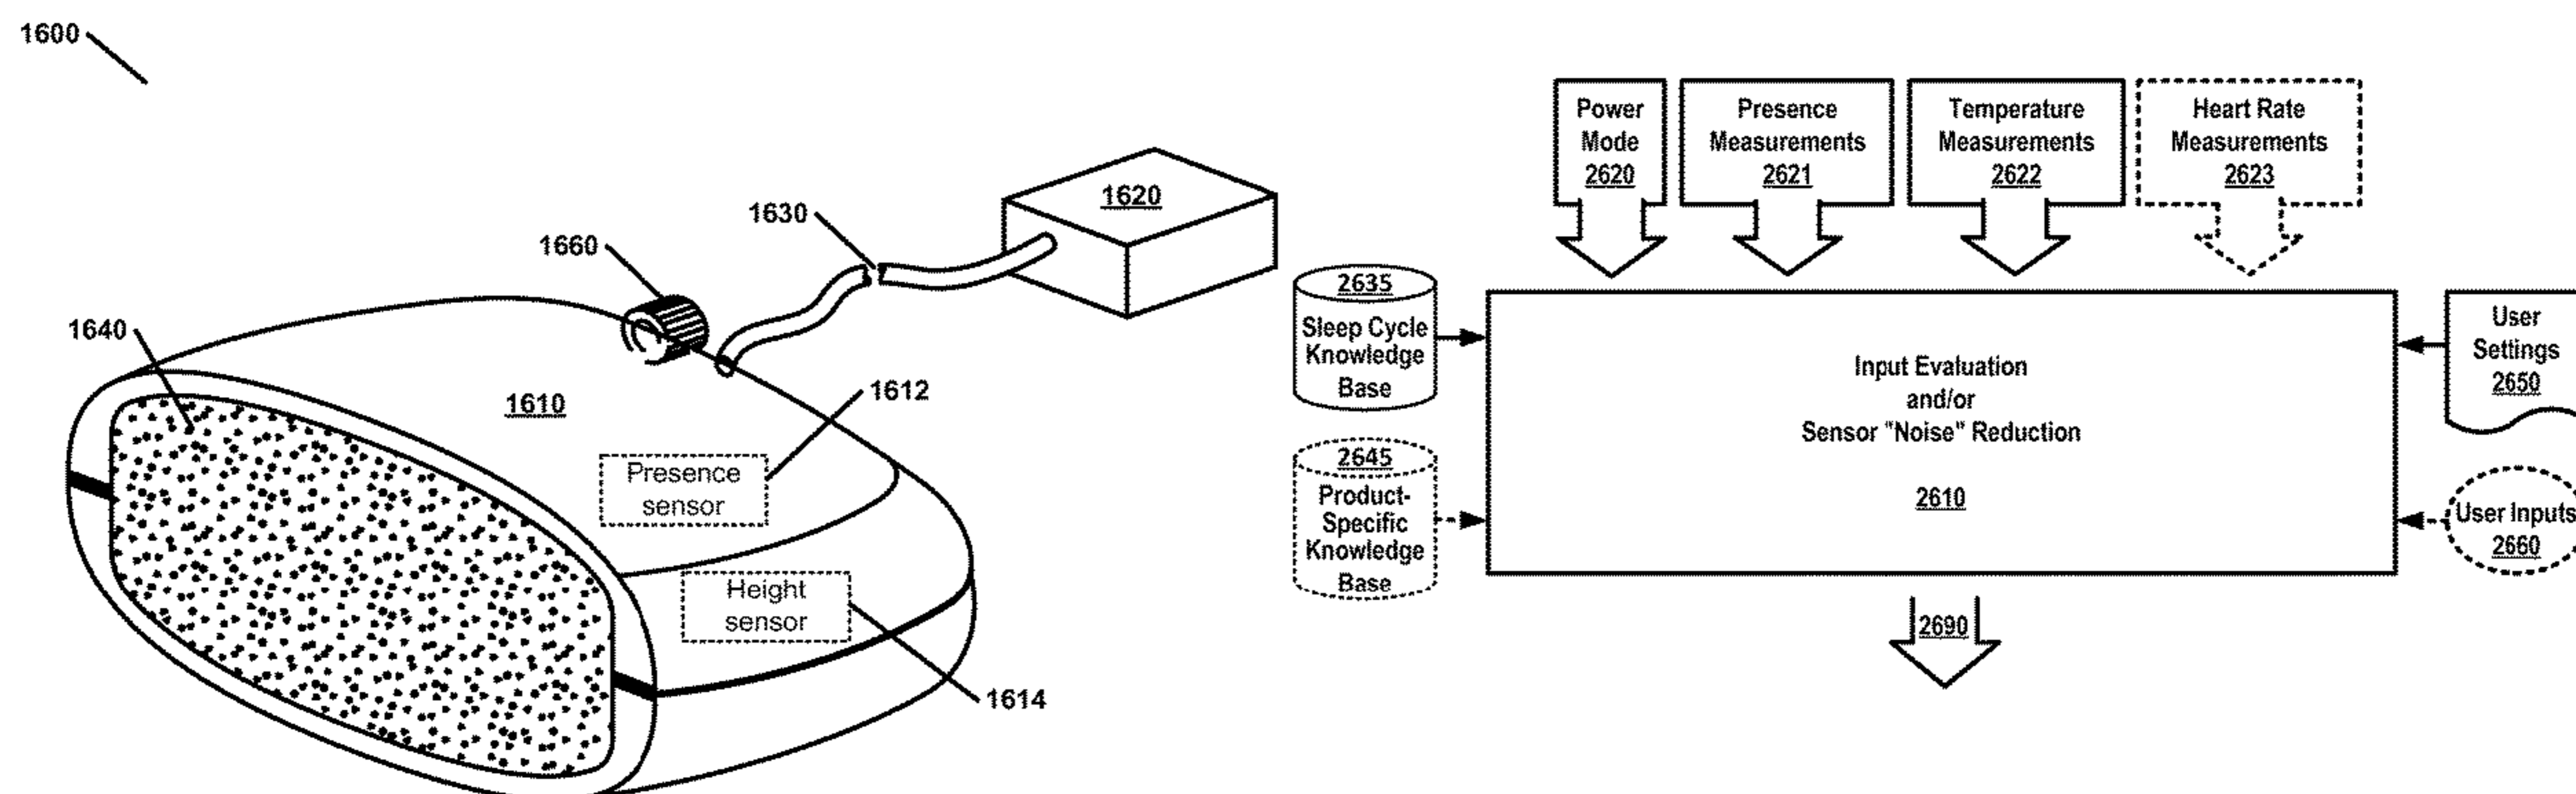 1600
1640
1660
1630
1620
1610
1612
Presence
sensor
Height
sensor
1614
Power
Mode
2620
Presence
Measurements
2621
Temperature
Measurements
2622
Heart Rate
Measurements
2623
2635
Sleep Cycle
Knowledge
Base
2645
Product-
Specific
Knowledge
Base
Input Evaluation
and/or
Sensor "Noise" Reduction
2610
User
Settings
2650
User Inputs
2660
2690